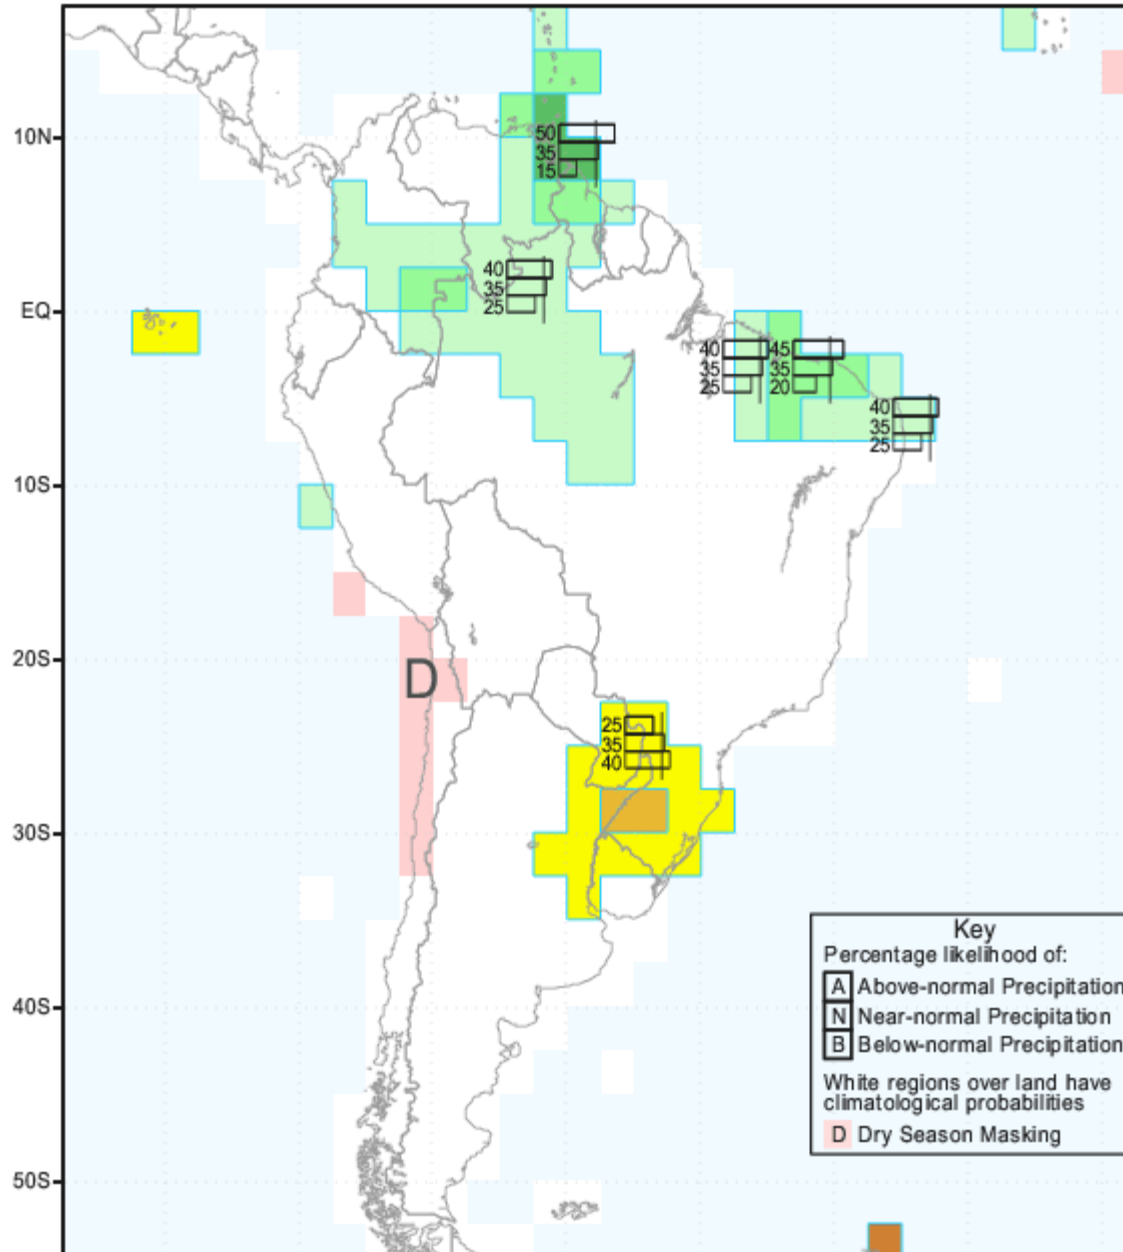 10N
50
35
15
40
35
25
EQ
40
35
25
45
35
20
40
35
25
10S
20S
D
25
35
40
30S
Key
Percentage likelihood of:
A Above-normal Precipitation
N Near-normal Precipitation
B Below-normal Precipitation
White regions over land have
climatological probabilities
D Dry Season Masking
40S
50S